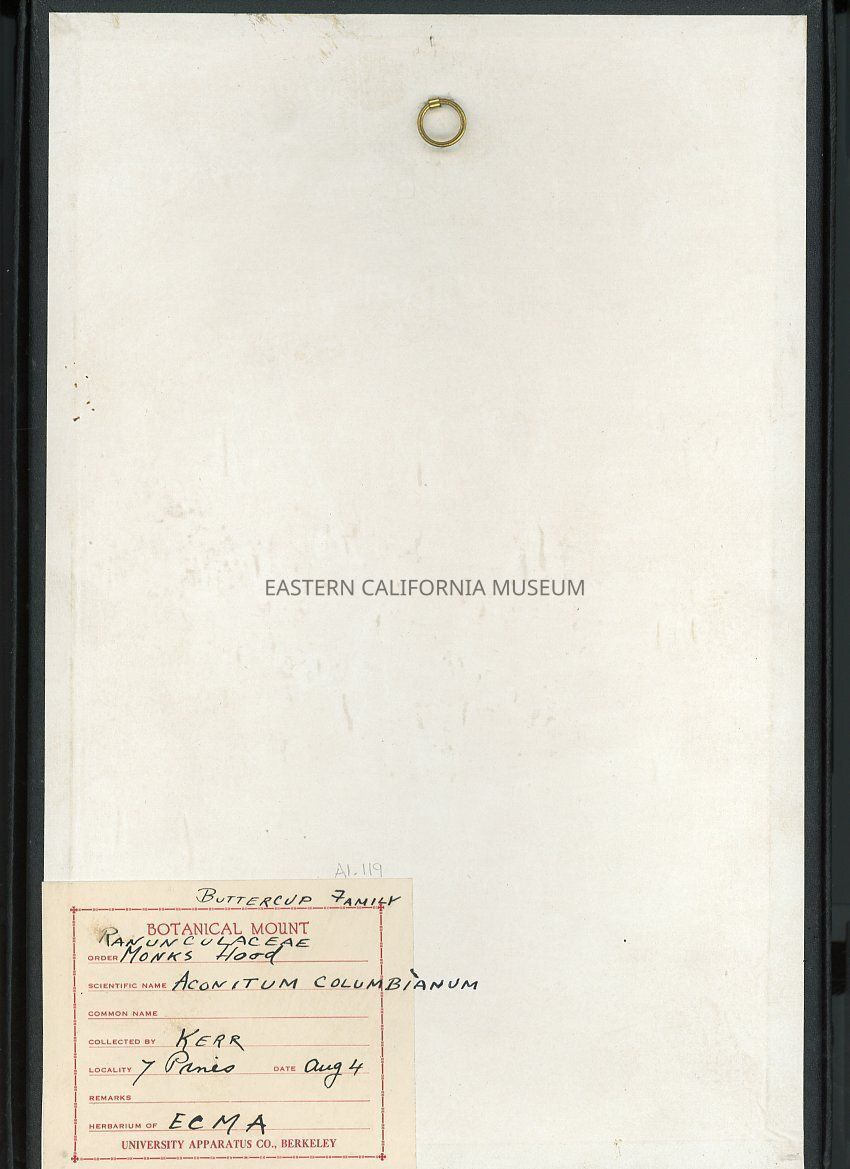 EASTERN CALIFORNIA MUSEUM
A1.119
BUTTERCUP FAMILY
BOTANICAL MOUNT
RANUNCULACEAE
ORDER MONKS Hood
SCIENTIFIC NAME ACONITUM COLUMBIANUM
COMMON NAME
COLLECTED BY KERR
LOCALITY 7 Pines DATE Aug 4
REMARKS
HERBARIUM OF ECMA
UNIVERSITY APPARATUS CO., BERKELEY